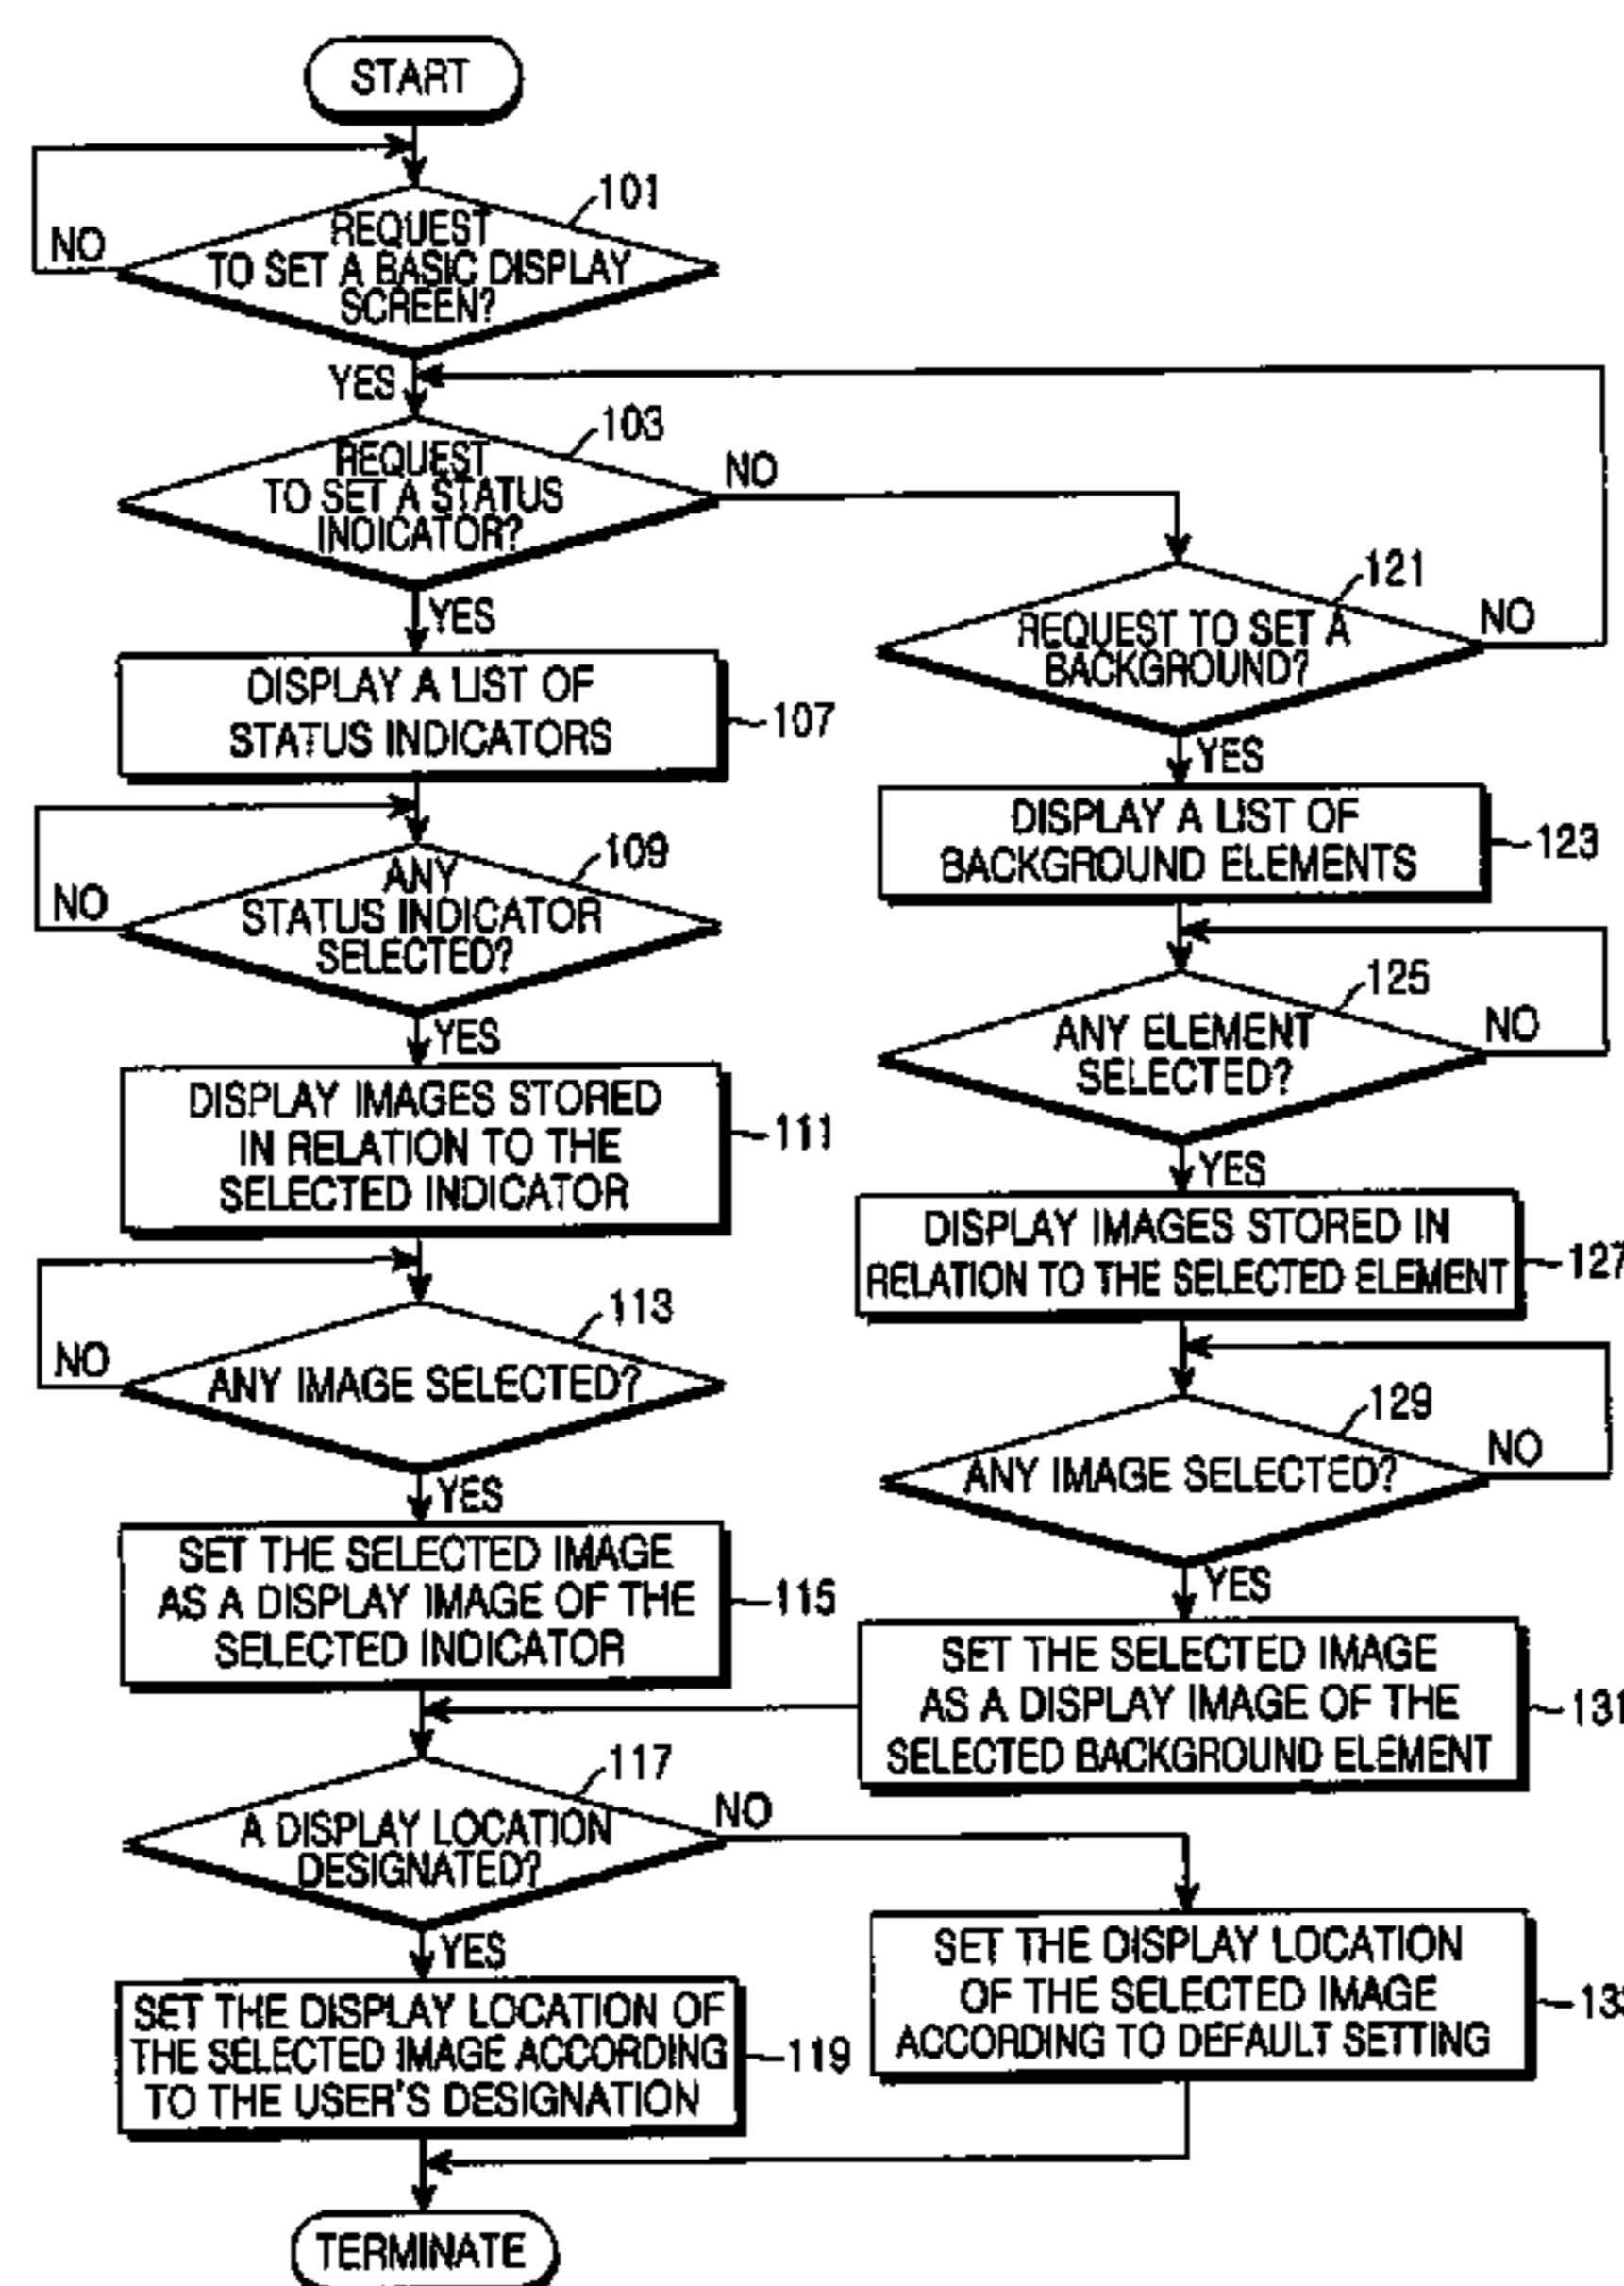 START
101
REQUEST
TO SET A BASIC DISPLAY
SCREEN?
NO
YES
103
REQUEST
TO SET A STATUS
INDICATOR?
NO
YES
121
REQUEST TO SET A
BACKGROUND?
NO
YES
DISPLAY A LIST OF
STATUS INDICATORS
107
DISPLAY A LIST OF
BACKGROUND ELEMENTS
123
109
ANY
STATUS INDICATOR
SELECTED?
NO
YES
125
ANY ELEMENT
SELECTED?
NO
YES
DISPLAY IMAGES STORED
IN RELATION TO THE
SELECTED INDICATOR
111
DISPLAY IMAGES STORED IN
RELATION TO THE SELECTED ELEMENT
127
113
ANY IMAGE SELECTED?
NO
YES
129
ANY IMAGE SELECTED?
NO
YES
SET THE SELECTED IMAGE
AS A DISPLAY IMAGE OF THE
SELECTED INDICATOR
115
SET THE SELECTED IMAGE
AS A DISPLAY IMAGE OF THE
SELECTED BACKGROUND ELEMENT
131
117
A DISPLAY LOCATION
DESIGNATED?
NO
YES
SET THE DISPLAY LOCATION OF
THE SELECTED IMAGE ACCORDING
TO THE USER'S DESIGNATION
119
SET THE DISPLAY LOCATION
OF THE SELECTED IMAGE
ACCORDING TO DEFAULT SETTING
TERMINATE